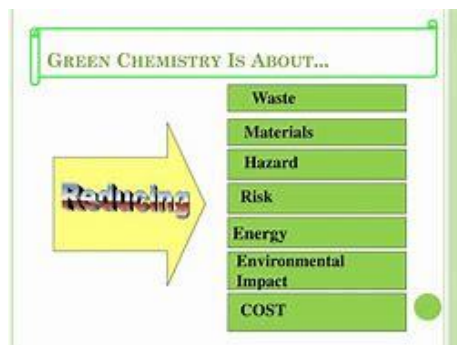 GREEN CHEMISTRY IS ABOUT...
Reducing
Waste
Materials
Hazard
Risk
Energy
Environmental
Impact
COST